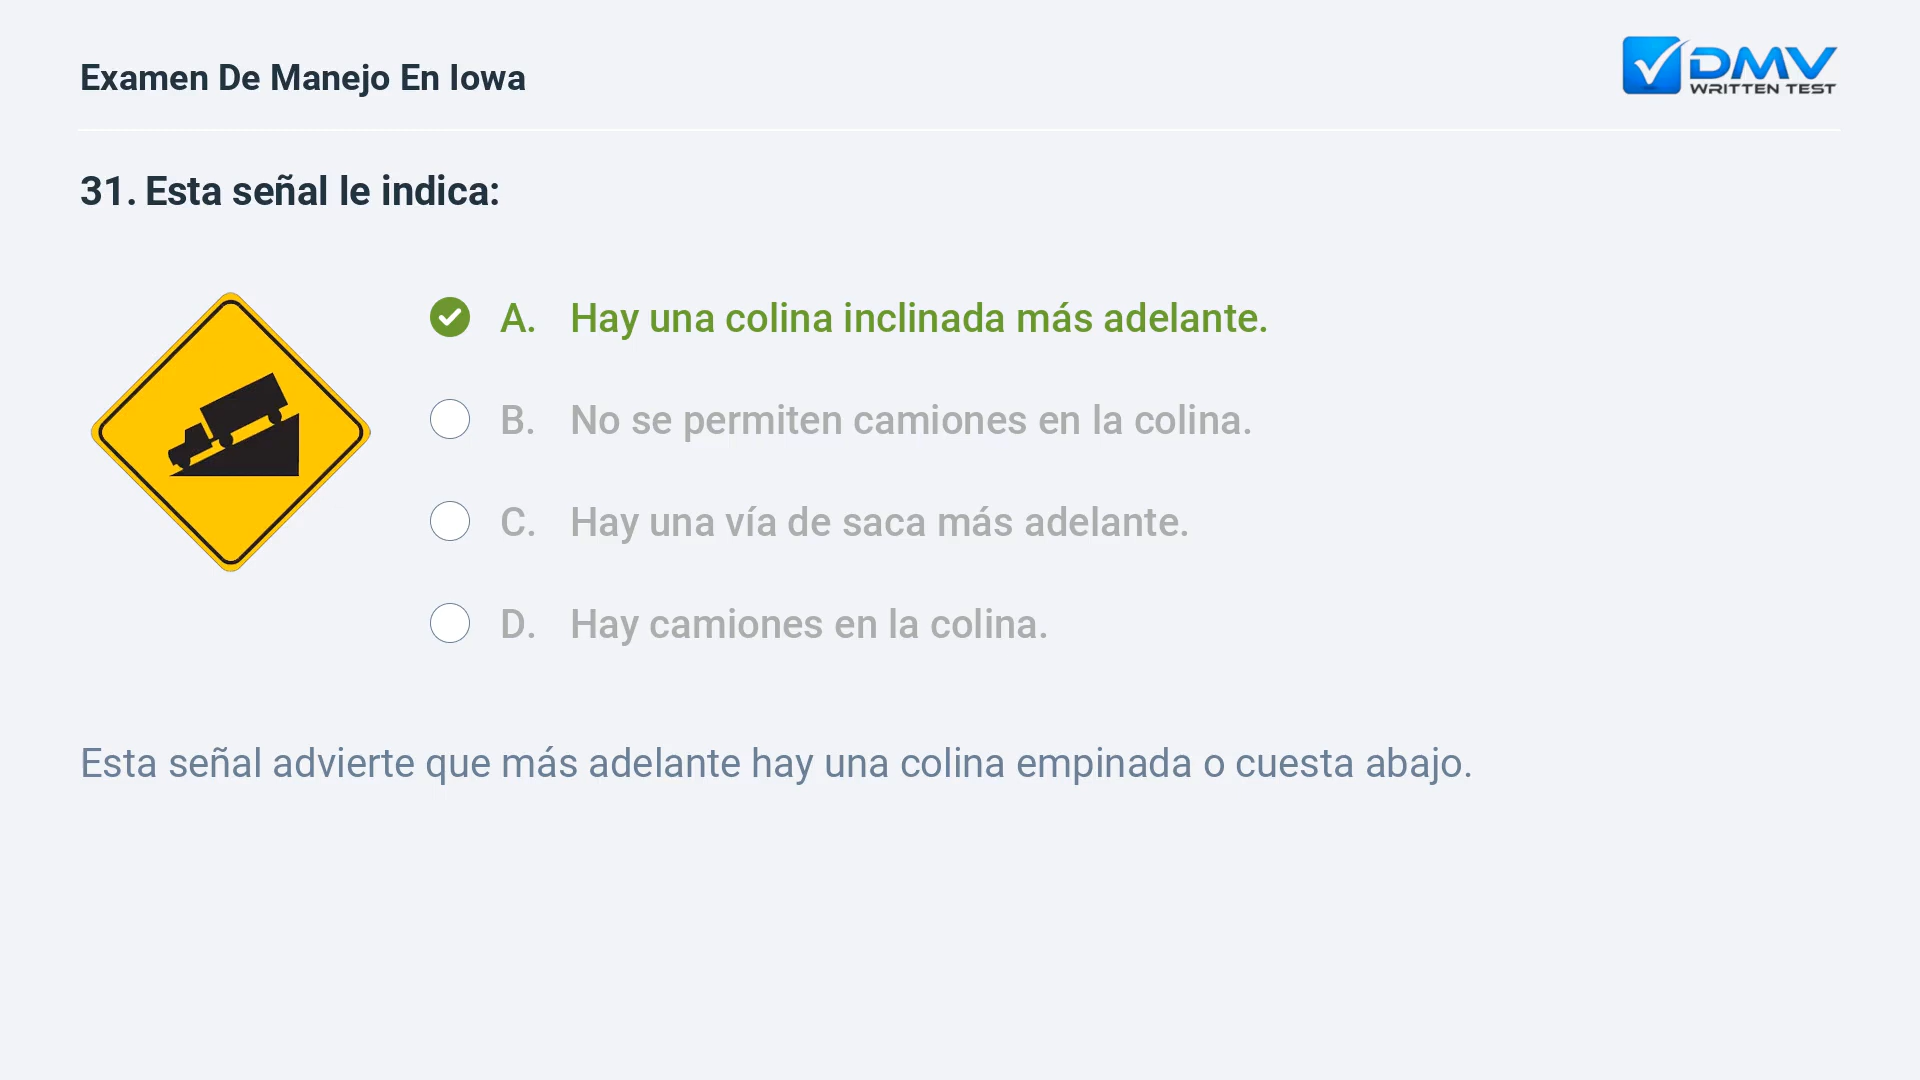 Examen De Manejo En Iowa
DMV
WRITTEN TEST
31. Esta señal le indica:
A. Hay una colina inclinada más adelante.
B. No se permiten camiones en la colina.
C. Hay una vía de saca más adelante.
D. Hay camiones en la colina.
Esta señal advierte que más adelante hay una colina empinada o cuesta abajo.